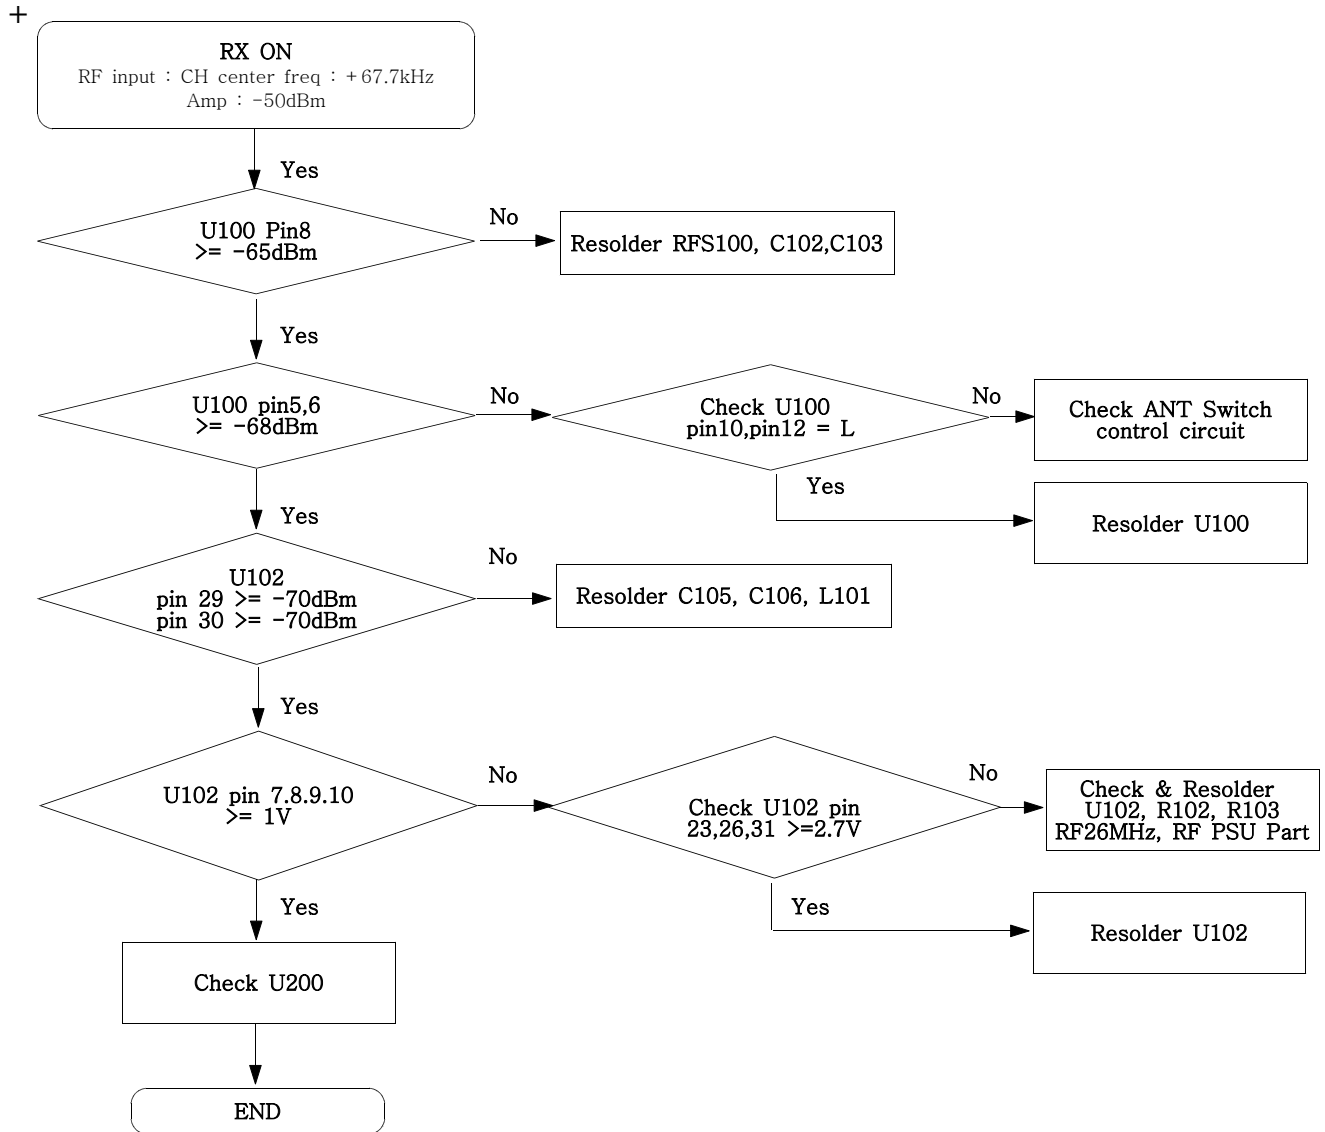 +
RX ON
RF input : CH center freq : +67.7kHz
Amp : -50dBm
Yes
U100 Pin8
>= -65dBm
No
Resolder RFS100, C102,C103
Yes
U100 pin5,6
>= -68dBm
No
Check U100
pin10,pin12 = L
No
Check ANT Switch
control circuit
Yes
Resolder U100
Yes
U102
pin 29 >= -70dBm
pin 30 >= -70dBm
No
Resolder C105, C106, L101
Yes
U102 pin 7.8.9.10
>= 1V
No
Check U102 pin
23,26,31 >=2.7V
No
Check & Resolder
U102, R102, R103
RF26MHz, RF PSU Part
Yes
Resolder U102
Yes
Check U200
END